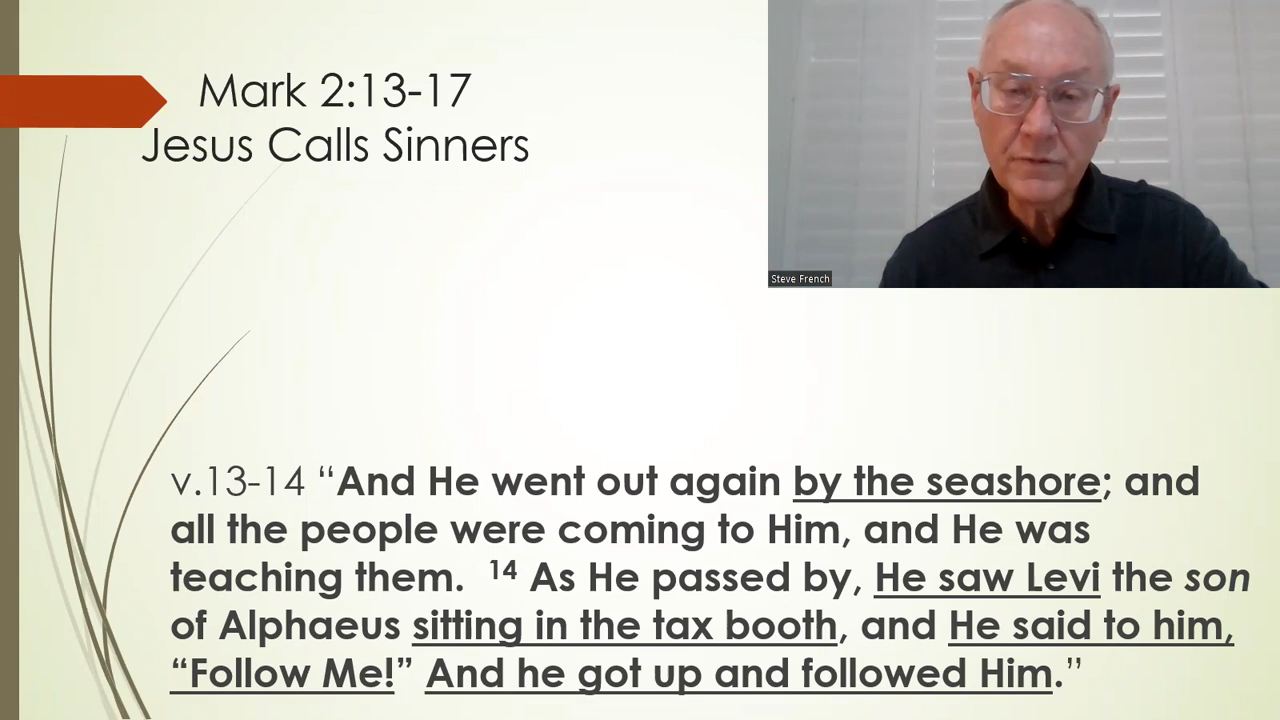 Mark 2:13-17
Jesus Calls Sinners
Steve French
v.13-14 “And He went out again by the seashore; and
all the people were coming to Him, and He was
teaching them. ¹⁴ As He passed by, He saw Levi the son
of Alphaeus sitting in the tax booth, and He said to him,
“Follow Me!” And he got up and followed Him.”